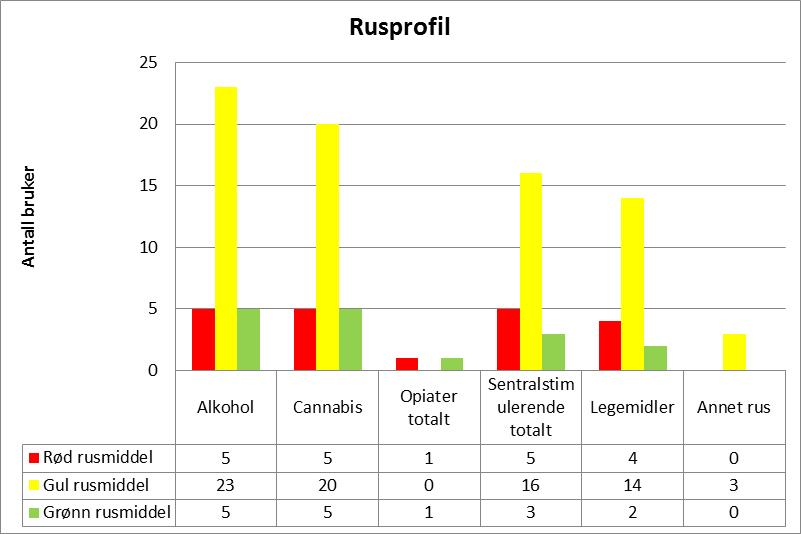 Rusprofil
Antall bruker
25
20
15
10
5
0
Alkohol
Cannabis
Opiater
totalt
Sentralstim
ulerende
totalt
Legemidler
Annet rus
Rød rusmiddel 5 5 1 5 4 0
Gul rusmiddel 23 20 0 16 14 3
Grønn rusmiddel 5 5 1 3 2 0